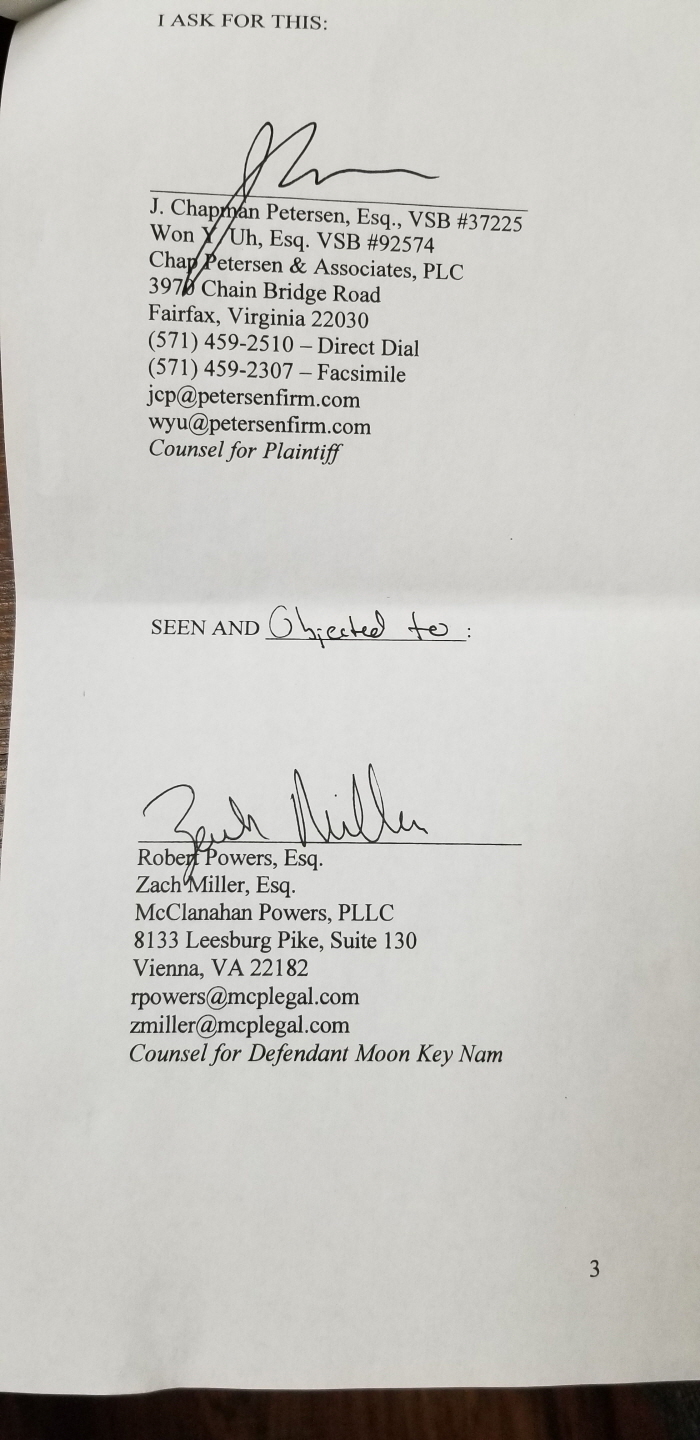 I ASK FOR THIS:
J. Chapman Petersen, Esq., VSB #37225
Won Y. Uh, Esq. VSB #92574
Chap Petersen & Associates, PLC
3970 Chain Bridge Road
Fairfax, Virginia 22030
(571) 459-2510 – Direct Dial
(571) 459-2307 – Facsimile
jcp@petersenfirm.com
wyu@petersenfirm.com
Counsel for Plaintiff
SEEN AND Objected to :
Zach Miller
Robert Powers, Esq.
Zach Miller, Esq.
McClanahan Powers, PLLC
8133 Leesburg Pike, Suite 130
Vienna, VA 22182
rpowers@mcplegal.com
zmiller@mcplegal.com
Counsel for Defendant Moon Key Nam
3